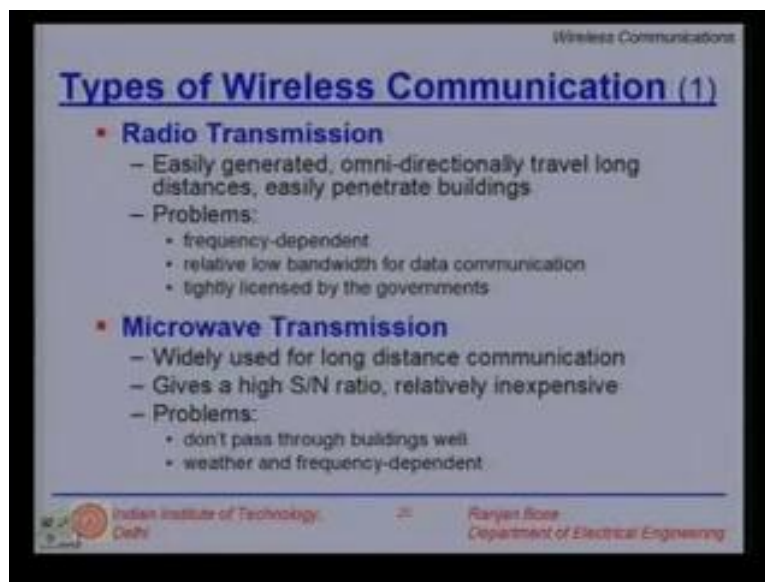 Wireless Communications
Types of Wireless Communication (1)
▪ Radio Transmission
– Easily generated, omni-directionally travel long
distances, easily penetrate buildings
– Problems:
• frequency-dependent
• relative low bandwidth for data communication
• tightly licensed by the governments
▪ Microwave Transmission
– Widely used for long distance communication
– Gives a high S/N ratio, relatively inexpensive
– Problems:
• don't pass through buildings well
• weather and frequency-dependent
Indian Institute of Technology, Ranjan Bose
Delhi Department of Electrical Engineering